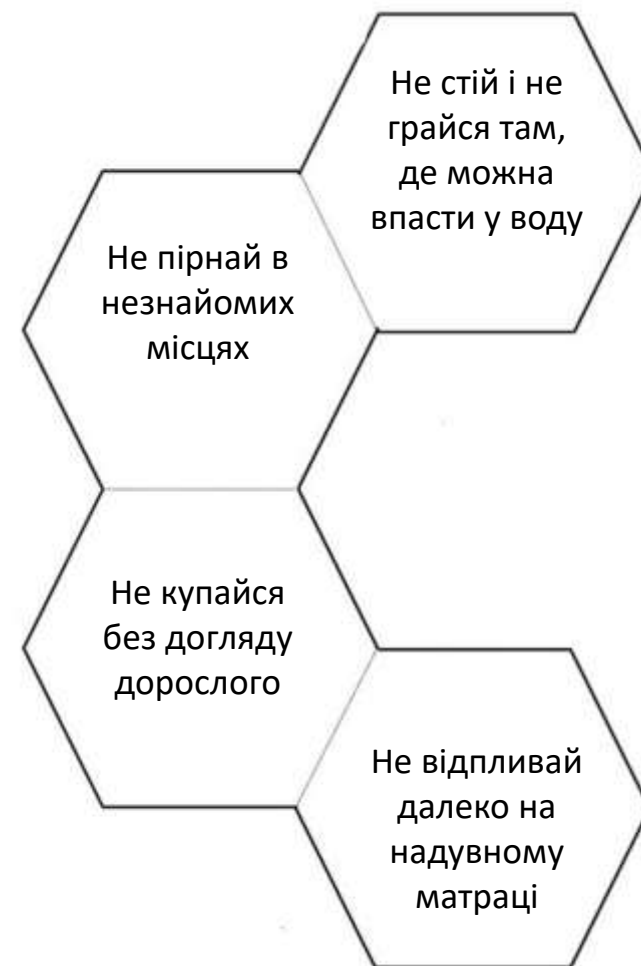 Не стій і не
грайся там,
де можна
впасти у воду
Не пірнай в
незнайомих
місцях
Не купайся
без догляду
дорослого
Не відпливай
далеко на
надувному
матраці